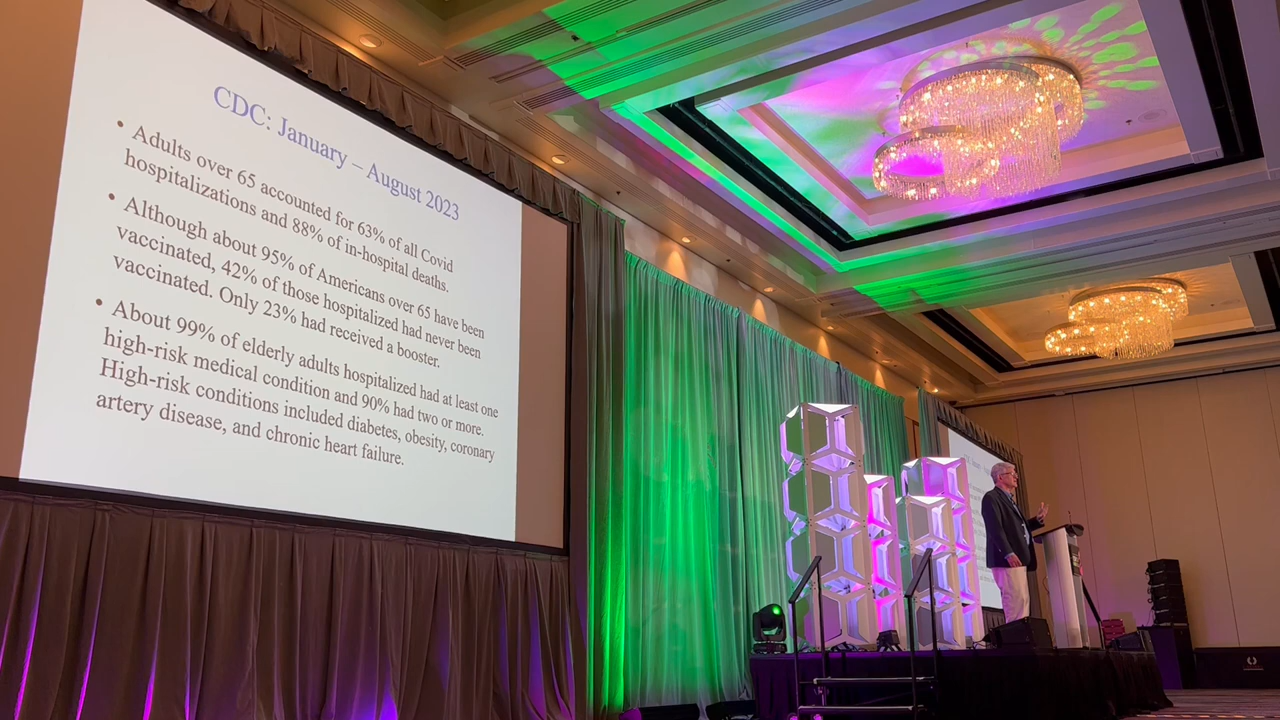 CDC: January – August 2023
• Adults over 65 accounted for 63% of all Covid
hospitalizations and 88% of in-hospital deaths.
• Although about 95% of Americans over 65 have been
vaccinated, 42% of those hospitalized had never been
vaccinated. Only 23% had received a booster.
• About 99% of elderly adults hospitalized had at least one
high-risk medical condition and 90% had two or more.
High-risk conditions included diabetes, obesity, coronary
artery disease, and chronic heart failure.